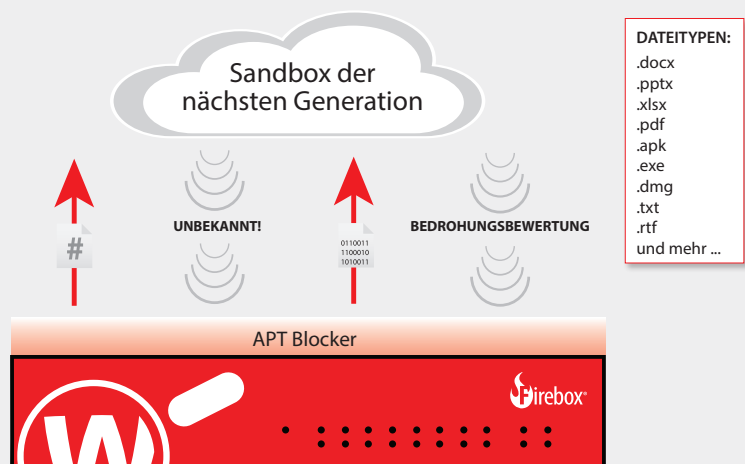 Sandbox der
nächsten Generation
DATEITYPEN:
.docx
.pptx
.xlsx
.pdf
.apk
.exe
.dmg
.txt
.rtf
und mehr ...
#
UNBEKANNT!
0110011
1100010
1010011
BEDROHUNGSBEWERTUNG
APT Blocker
Firebox®
W